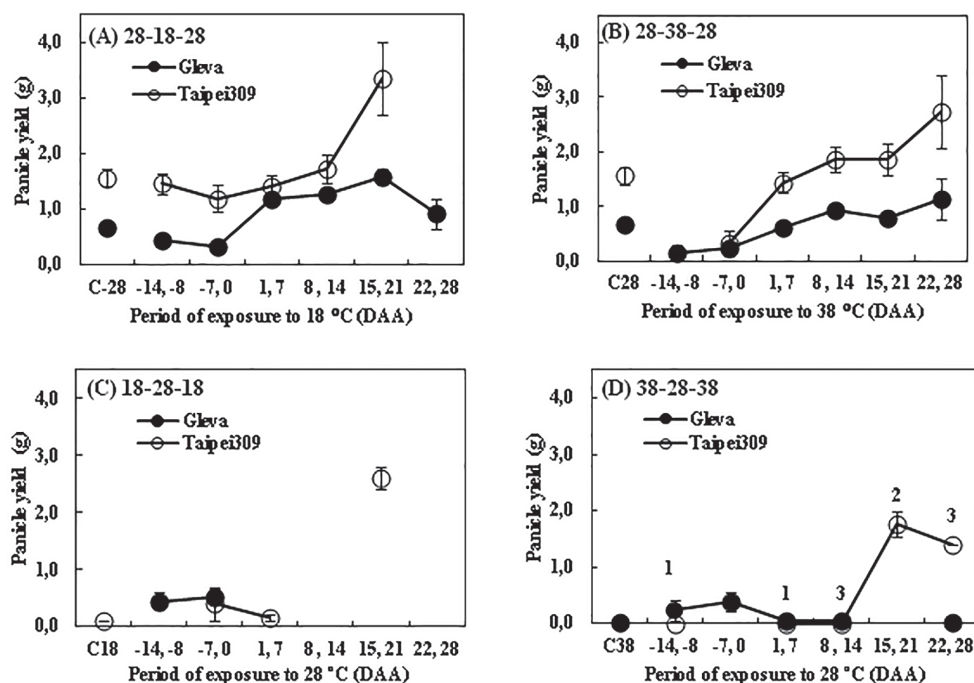 (A) 28-18-28
Gleva
Taipei309
Panicle yield (g)
4,0
3,0
2,0
1,0
0,0
C-28 -14, -8 -7, 0 1, 7 8, 14 15, 21 22, 28
Period of exposure to 18 °C (DAA)
(B) 28-38-28
Gleva
Taipei309
Panicle yield (g)
4,0
3,0
2,0
1,0
0,0
C28 -14, -8 -7, 0 1, 7 8, 14 15, 21 22, 28
Period of exposure to 38 °C (DAA)
(C) 18-28-18
Gleva
Taipei309
Panicle yield (g)
4,0
3,0
2,0
1,0
0,0
C18 -14, -8 -7, 0 1, 7 8, 14 15, 21 22, 28
Period of exposure to 28 °C (DAA)
(D) 38-28-38
Gleva
Taipei309
Panicle yield (g)
4,0
3,0
2,0
1,0
0,0
1 1 3 2 3
C38 -14, -8 -7, 0 1, 7 8, 14 15, 21 22, 28
Period of exposure to 28 °C (DAA)